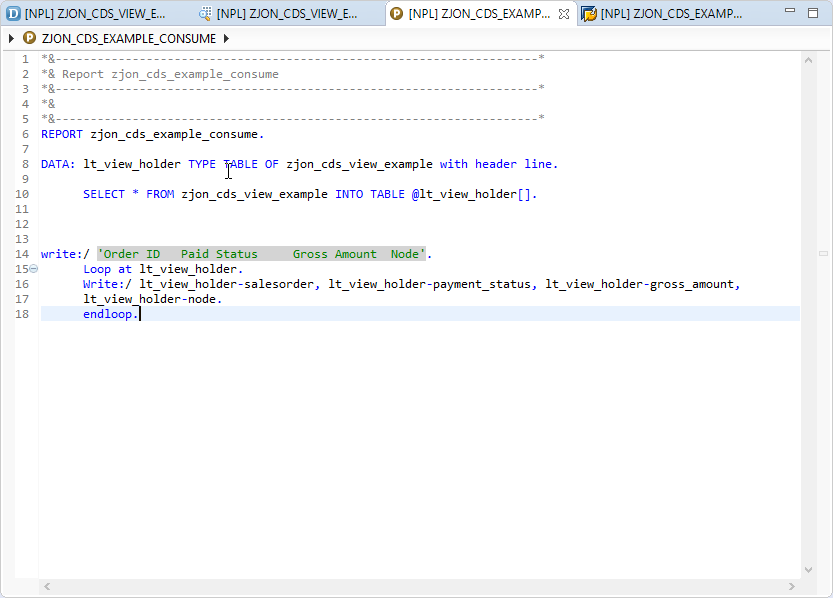 [NPL] ZJON_CDS_VIEW_E... [NPL] ZJON_CDS_VIEW_E... [NPL] ZJON_CDS_EXAMP... [NPL] ZJON_CDS_EXAMP...
ZJON_CDS_EXAMPLE_CONSUME
1 *&---------------------------------------------------------------------*
2 *& Report zjon_cds_example_consume
3 *&---------------------------------------------------------------------*
4 *&
5 *&---------------------------------------------------------------------*
6 REPORT zjon_cds_example_consume.
7
8 DATA: lt_view_holder TYPE TABLE OF zjon_cds_view_example with header line.
9
10 SELECT * FROM zjon_cds_view_example INTO TABLE @lt_view_holder[].
11
12
13
14 write:/ 'Order ID   Paid Status     Gross Amount  Node'.
15 Loop at lt_view_holder.
16 Write:/ lt_view_holder-salesorder, lt_view_holder-payment_status, lt_view_holder-gross_amount,
17 lt_view_holder-node.
18 endloop.